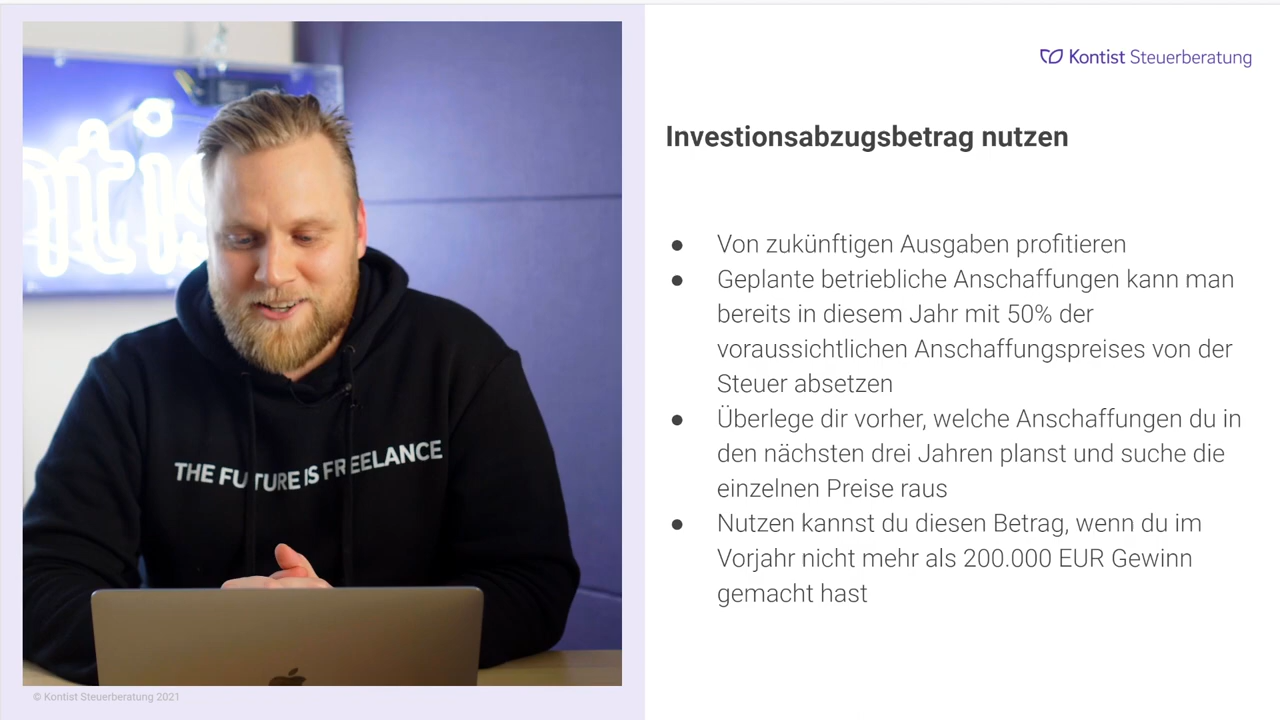 ntis
Kontist Steuerberatung
Investionsabzugsbetrag nutzen
● Von zukünftigen Ausgaben profitieren
● Geplante betriebliche Anschaffungen kann man
bereits in diesem Jahr mit 50% der
voraussichtlichen Anschaffungspreises von der
Steuer absetzen
● Überlege dir vorher, welche Anschaffungen du in
den nächsten drei Jahren planst und suche die
einzelnen Preise raus
● Nutzen kannst du diesen Betrag, wenn du im
Vorjahr nicht mehr als 200.000 EUR Gewinn
gemacht hast
THE FUTURE IS FREELANCE
© Kontist Steuerberatung 2021